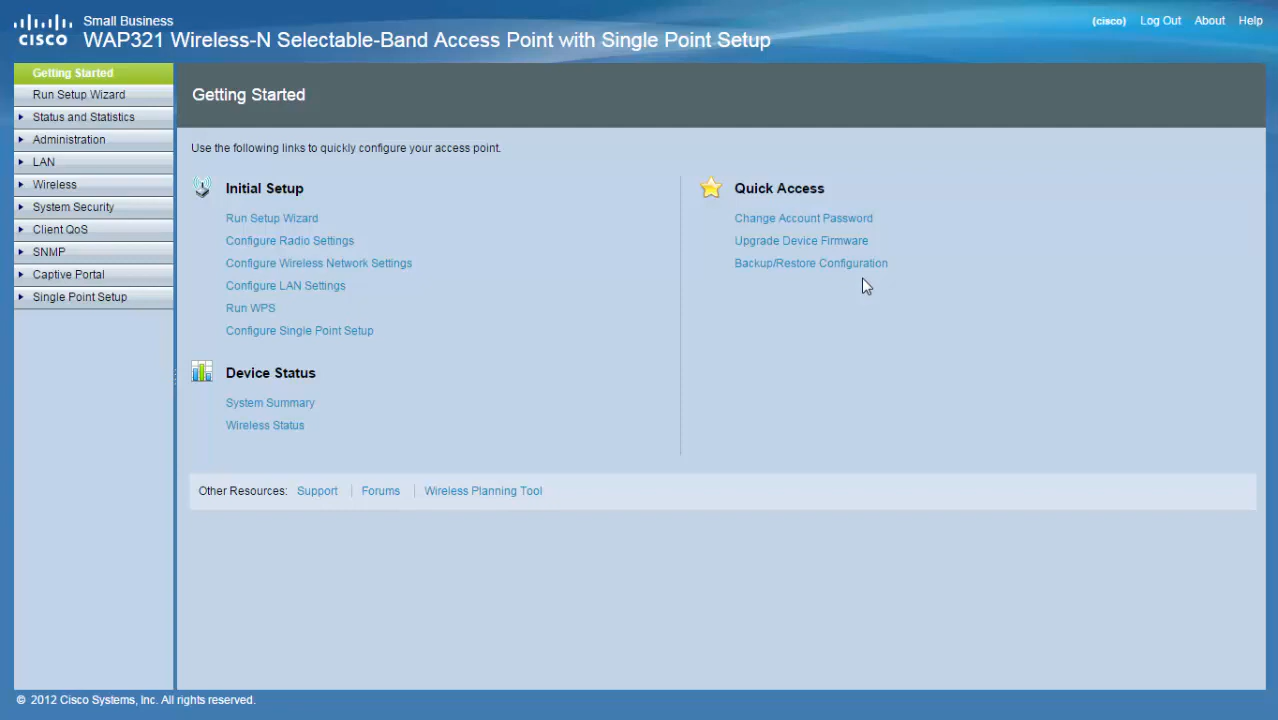 Small Business
CISCO WAP321 Wireless-N Selectable-Band Access Point with Single Point Setup
(cisco) Log Out About Help
Getting Started
Run Setup Wizard
Status and Statistics
Administration
LAN
Wireless
System Security
Client QoS
SNMP
Captive Portal
Single Point Setup
Getting Started
Use the following links to quickly configure your access point.
Initial Setup
Run Setup Wizard
Configure Radio Settings
Configure Wireless Network Settings
Configure LAN Settings
Run WPS
Configure Single Point Setup
Device Status
System Summary
Wireless Status
Quick Access
Change Account Password
Upgrade Device Firmware
Backup/Restore Configuration
Other Resources: Support | Forums | Wireless Planning Tool
© 2012 Cisco Systems, Inc. All rights reserved.